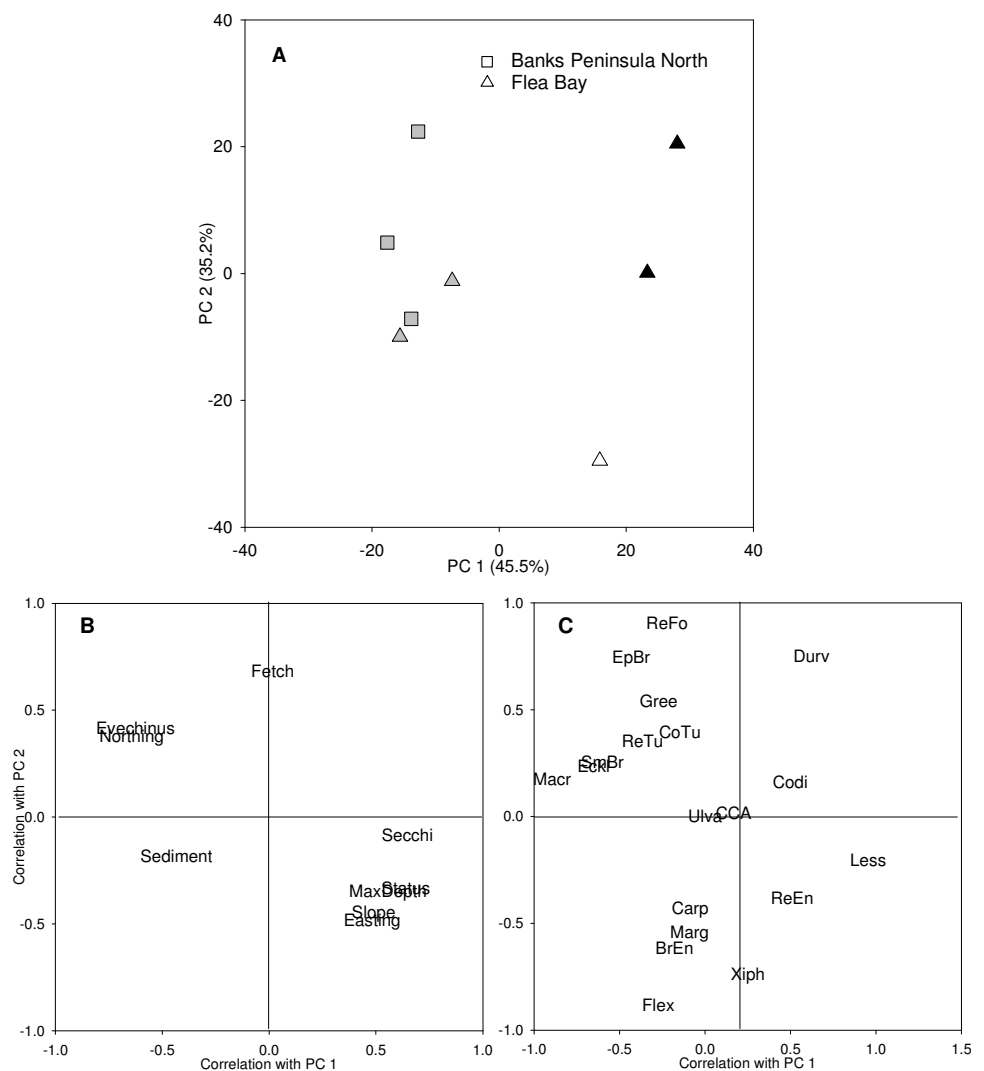 40
A
Banks Peninsula North
Flea Bay
20
PC 2 (35.2%)
0
-20
-40
-40
-20
0
20
40
PC 1 (45.5%)
1.0
B
Fetch
0.5
Evechinus
Northing
Correlation with PC 2
0.0
Secchi
Sediment
Status
MaxDepth
Slope
Easting
-0.5
-1.0
-1.0
-0.5
0.0
0.5
1.0
Correlation with PC 1
1.0
C
ReFo
EpBr
Durv
Gree
0.5
CoTu
ReTu
SmBr
Eckl
Macr
Codi
0.0
Ulva
CCA
Less
ReEn
Carp
-0.5
Marg
BrEn
Xiph
Flex
-1.0
-1.0
-0.5
0.0
0.5
1.0
1.5
Correlation with PC 1